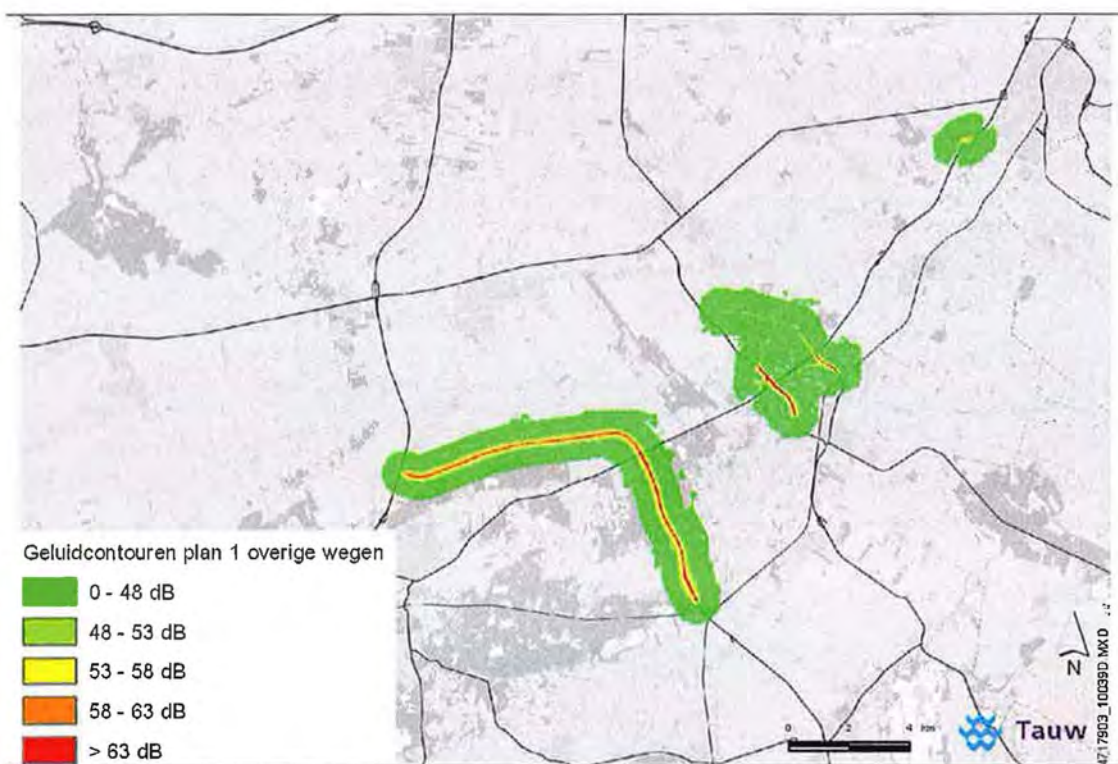 Geluidcontouren plan 1 overige wegen
0 - 48 dB
48 - 53 dB
53 - 58 dB
58 - 63 dB
> 63 dB
N
0 2 4 Km
Tauw
4717903_10039D.MXD